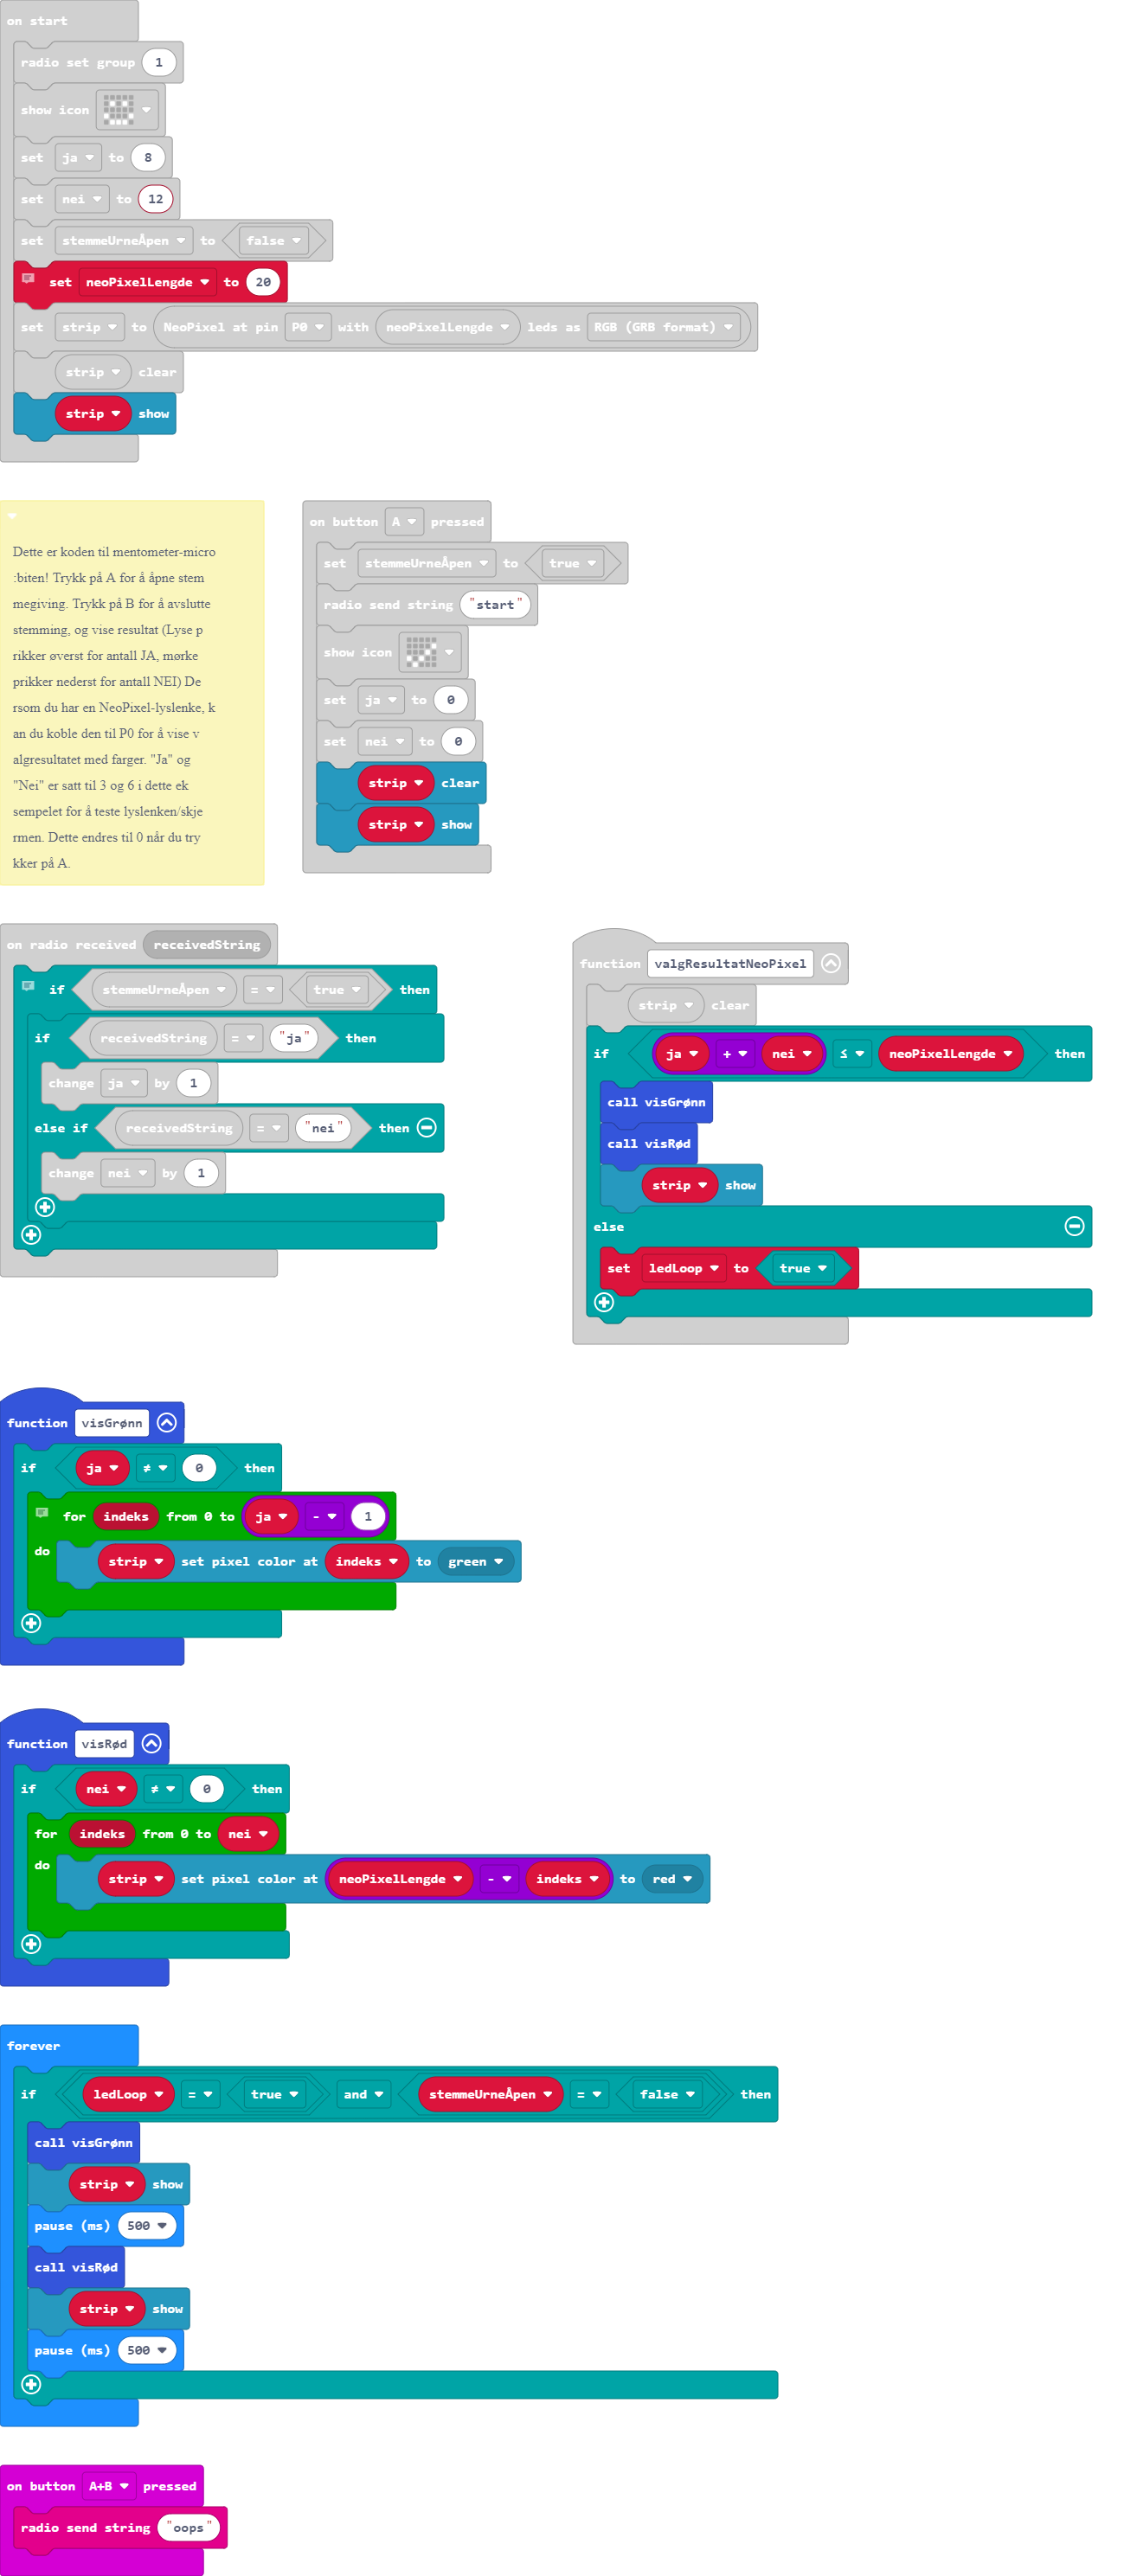 on start
radio set group 1
show icon
set ja to 8
set nei to 12
set stemmeUrneÅpen to false
set neoPixelLengde to 20
set strip to NeoPixel at pin P0 with neoPixelLengde leds as RGB (GRB format)
strip clear
strip show
Dette er koden til mentometer-micro
:biten! Trykk på A for å åpne stem
megiving. Trykk på B for å avslutte
stemming, og vise resultat (Lyse p
rikker øverst for antall JA, mørke
prikker nederst for antall NEI) De
rsom du har en NeoPixel-lyslenke, k
an du koble den til P0 for å vise v
algresultatet med farger. "Ja" og
"Nei" er satt til 3 og 6 i dette ek
sempelet for å teste lyslenken/skje
rmen. Dette endres til 0 når du try
kker på A.
on button A pressed
set stemmeUrneÅpen to true
radio send string "start"
show icon
set ja to 0
set nei to 0
strip clear
strip show
on radio received receivedString
if stemmeUrneÅpen = true then
if receivedString = "ja" then
change ja by 1
else if receivedString = "nei" then
change nei by 1
function valgResultatNeoPixel
strip clear
if ja + nei ≤ neoPixelLengde then
call visGrønn
call visRød
strip show
else
set ledLoop to true
function visGrønn
if ja ≠ 0 then
for indeks from 0 to ja - 1
do strip set pixel color at indeks to green
function visRød
if nei ≠ 0 then
for indeks from 0 to nei
do strip set pixel color at neoPixelLengde - indeks to red
forever
if ledLoop = true and stemmeUrneÅpen = false then
call visGrønn
strip show
pause (ms) 500
call visRød
strip show
pause (ms) 500
on button A+B pressed
radio send string "oops"